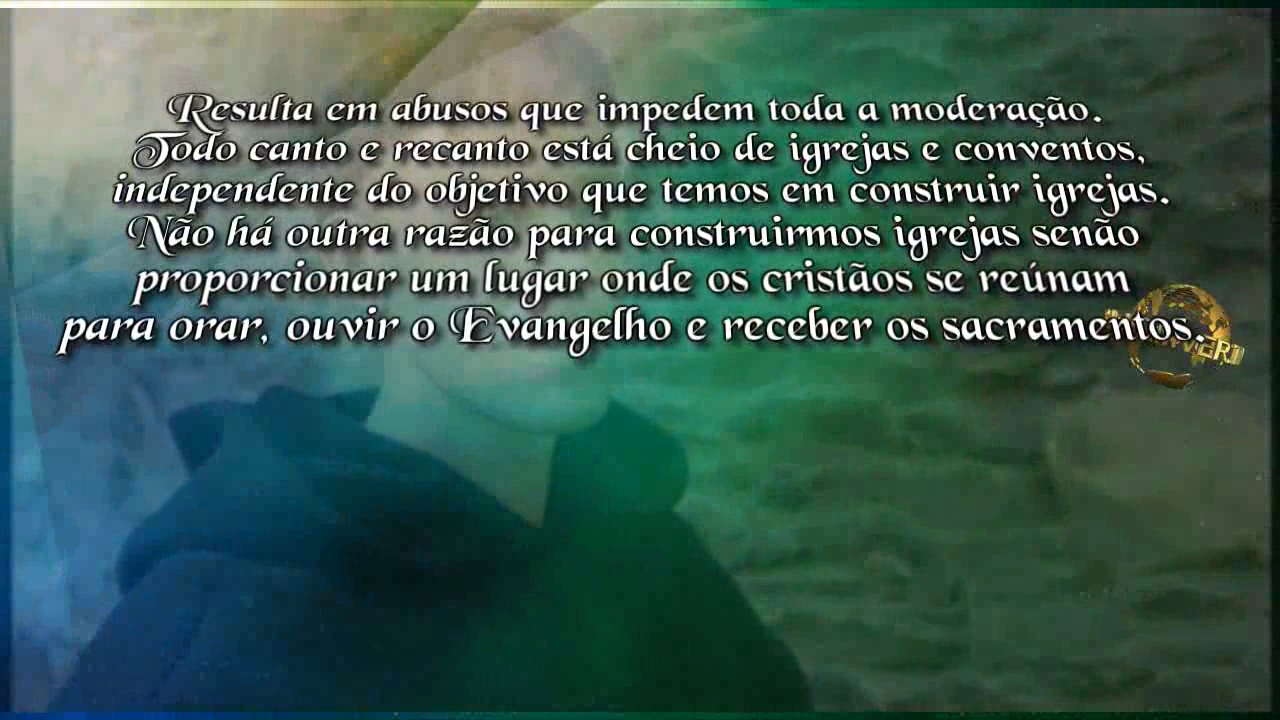 Resulta em abusos que impedem toda a moderação.
Todo canto e recanto está cheio de igrejas e conventos,
independente do objetivo que temos em construir igrejas.
Não há outra razão para construirmos igrejas senão
proporcionar um lugar onde os cristãos se reúnam
para orar, ouvir o Evangelho e receber os sacramentos.